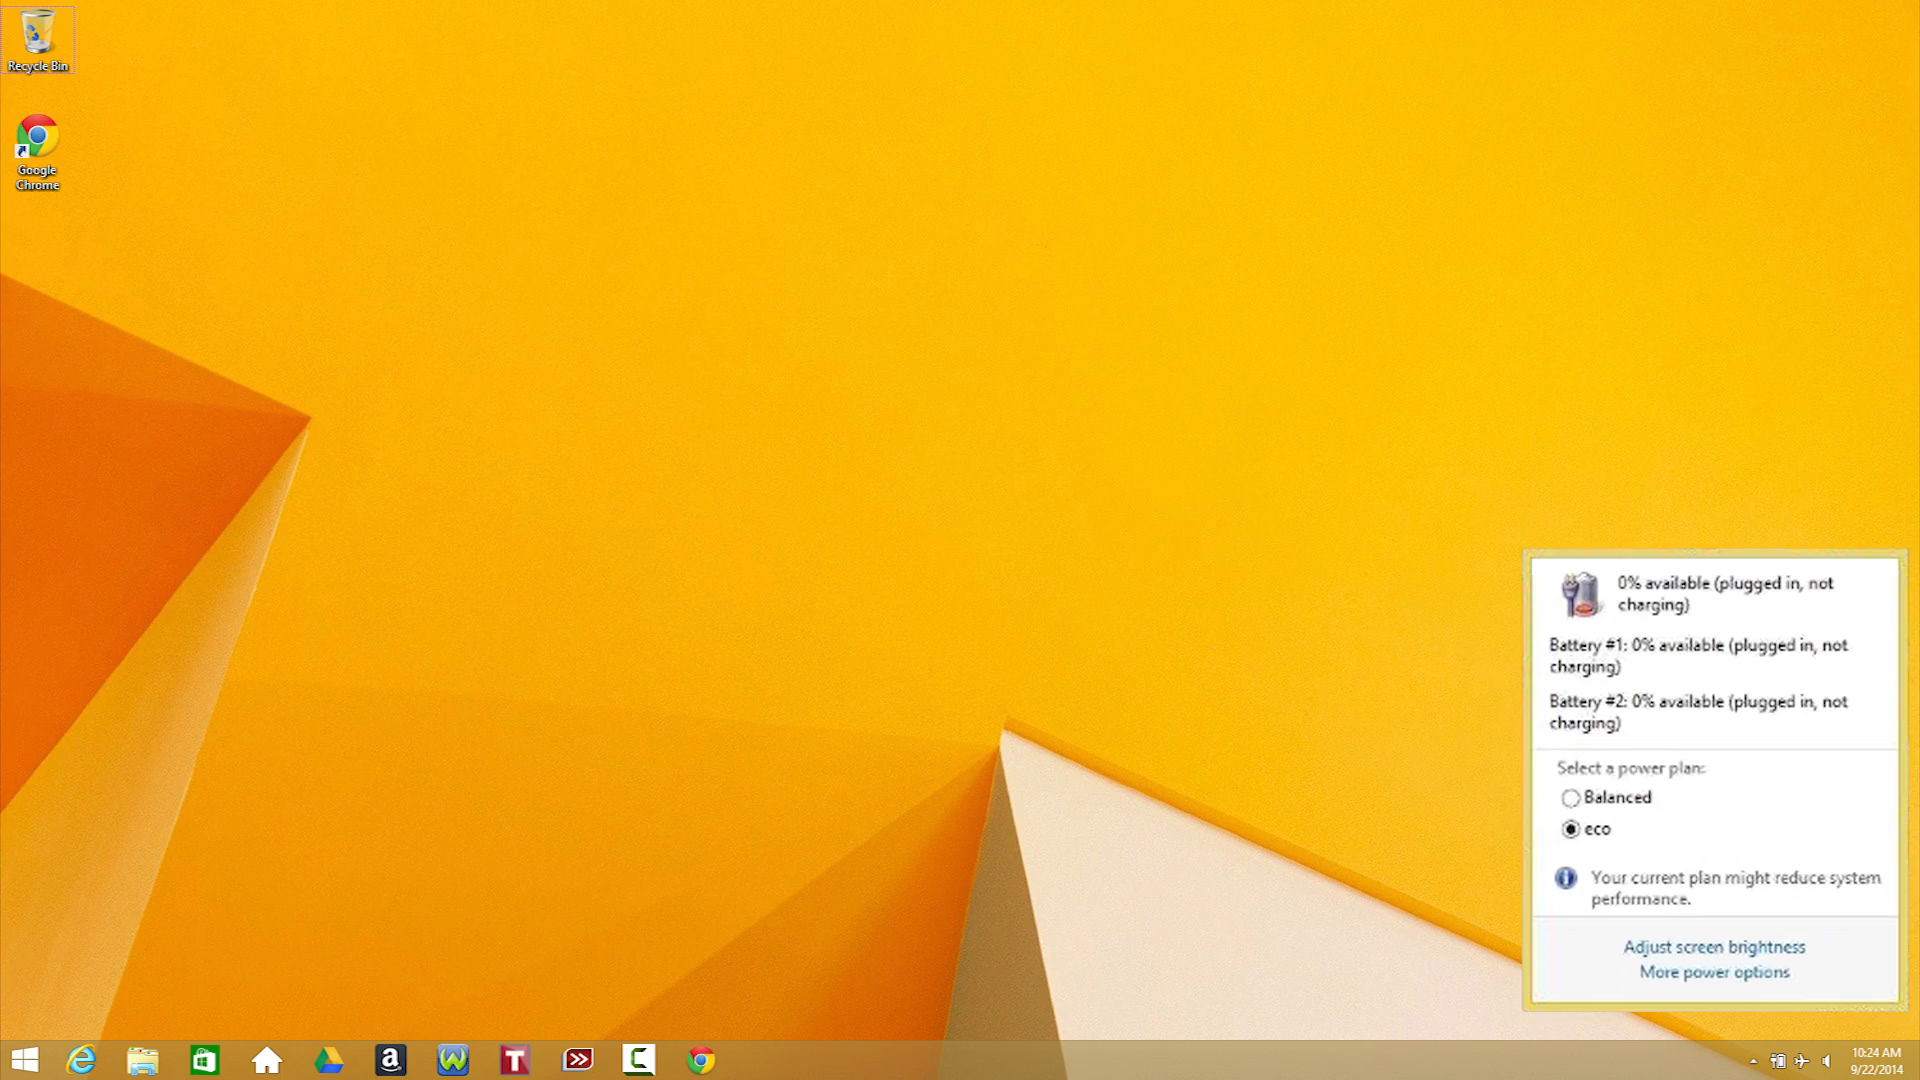 Recycle Bin
Google
Chrome
0% available (plugged in, not
charging)
Battery #1: 0% available (plugged in, not
charging)
Battery #2: 0% available (plugged in, not
charging)
Select a power plan:
Balanced
eco
Your current plan might reduce system
performance.
Adjust screen brightness
More power options
10:24 AM
9/22/2014